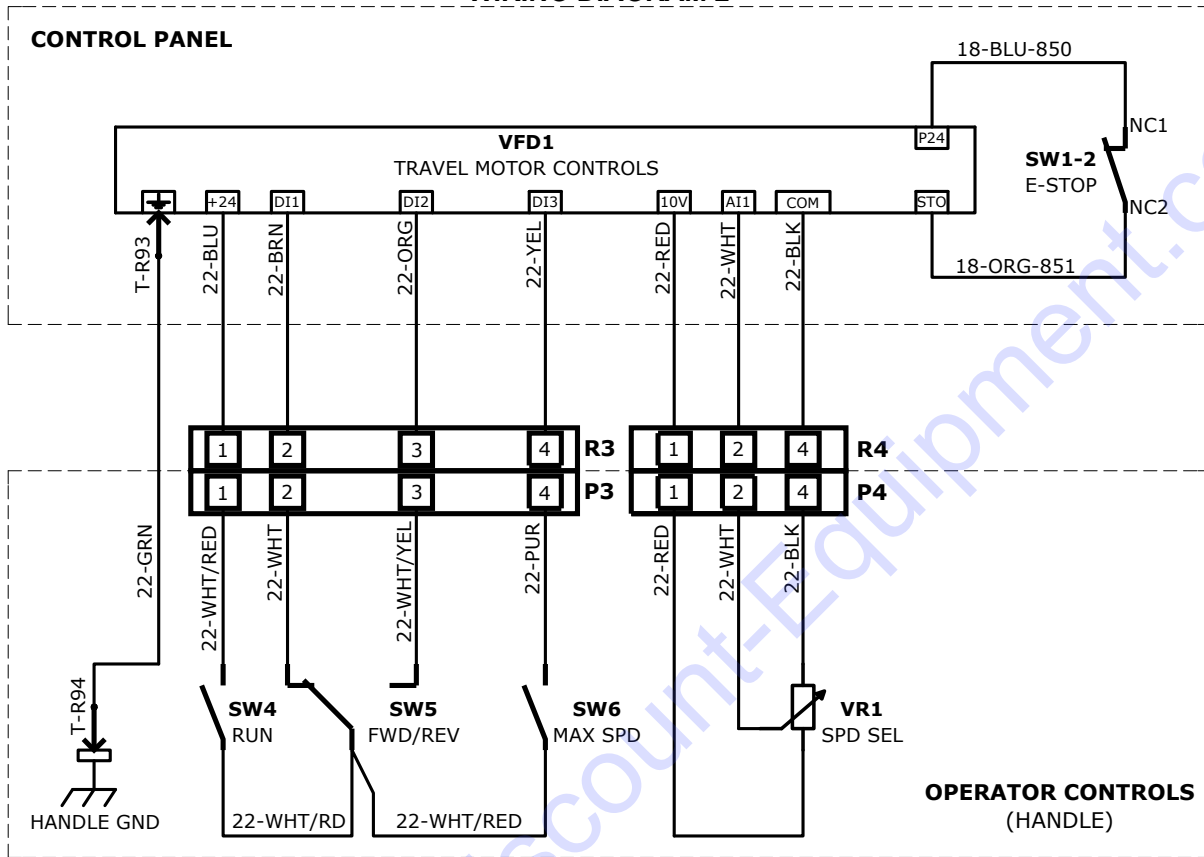 CONTROL PANEL
18-BLU-850
P24
NC1
VFD1
TRAVEL MOTOR CONTROLS
SW1-2
E-STOP
+24
DI1
DI2
DI3
10V
AI1
COM
STO
NC2
T-R93
22-BLU
22-BRN
22-ORG
22-YEL
22-RED
22-WHT
22-BLK
18-ORG-851
1
2
3
4
R3
1
2
4
R4
1
2
3
4
P3
1
2
4
P4
22-GRN
22-WHT/RED
22-WHT
22-WHT/YEL
22-PUR
22-RED
22-WHT
22-BLK
T-R94
SW4
RUN
SW5
FWD/REV
SW6
MAX SPD
VR1
SPD SEL
HANDLE GND
22-WHT/RD
22-WHT/RED
OPERATOR CONTROLS
(HANDLE)